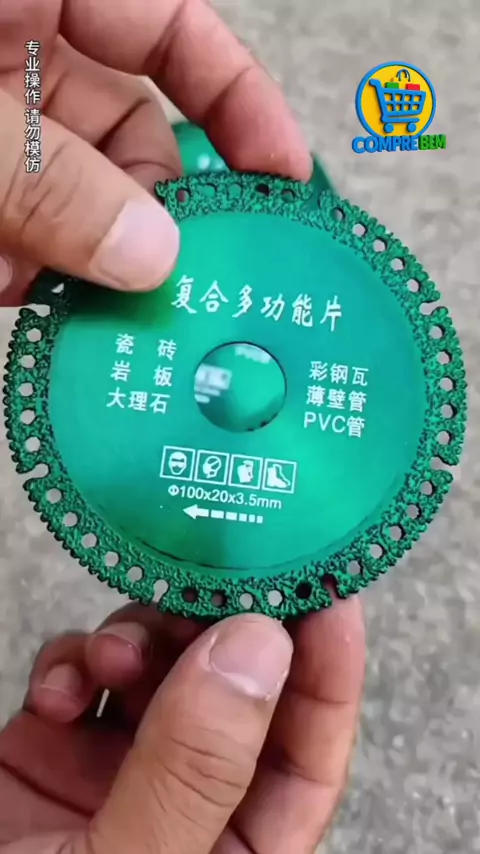 专业操作 请勿模仿
COMPREBEM
复合多功能片
瓷 砖
岩 板
大理石
彩钢瓦
薄壁管
PVC管
Φ100x20x3.5mm